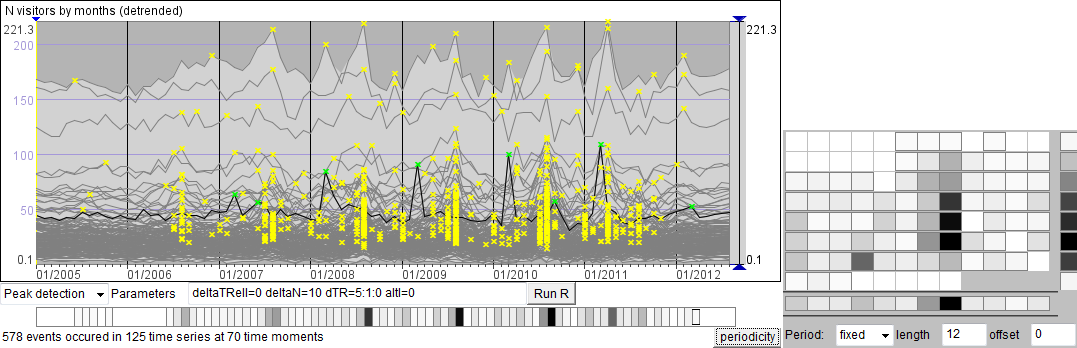 N visitors by months (detrended)
221.3
221.3
200
150
100
50
0.1
0.1
01/2005
01/2006
01/2007
01/2008
01/2009
01/2010
01/2011
01/2012
Peak detection
Parameters
deltaTRell=0 deltaN=10 dTR=5:1:0 altI=0
Run R
578 events occured in 125 time series at 70 time moments
periodicity
Period:
fixed
length
12
offset
0